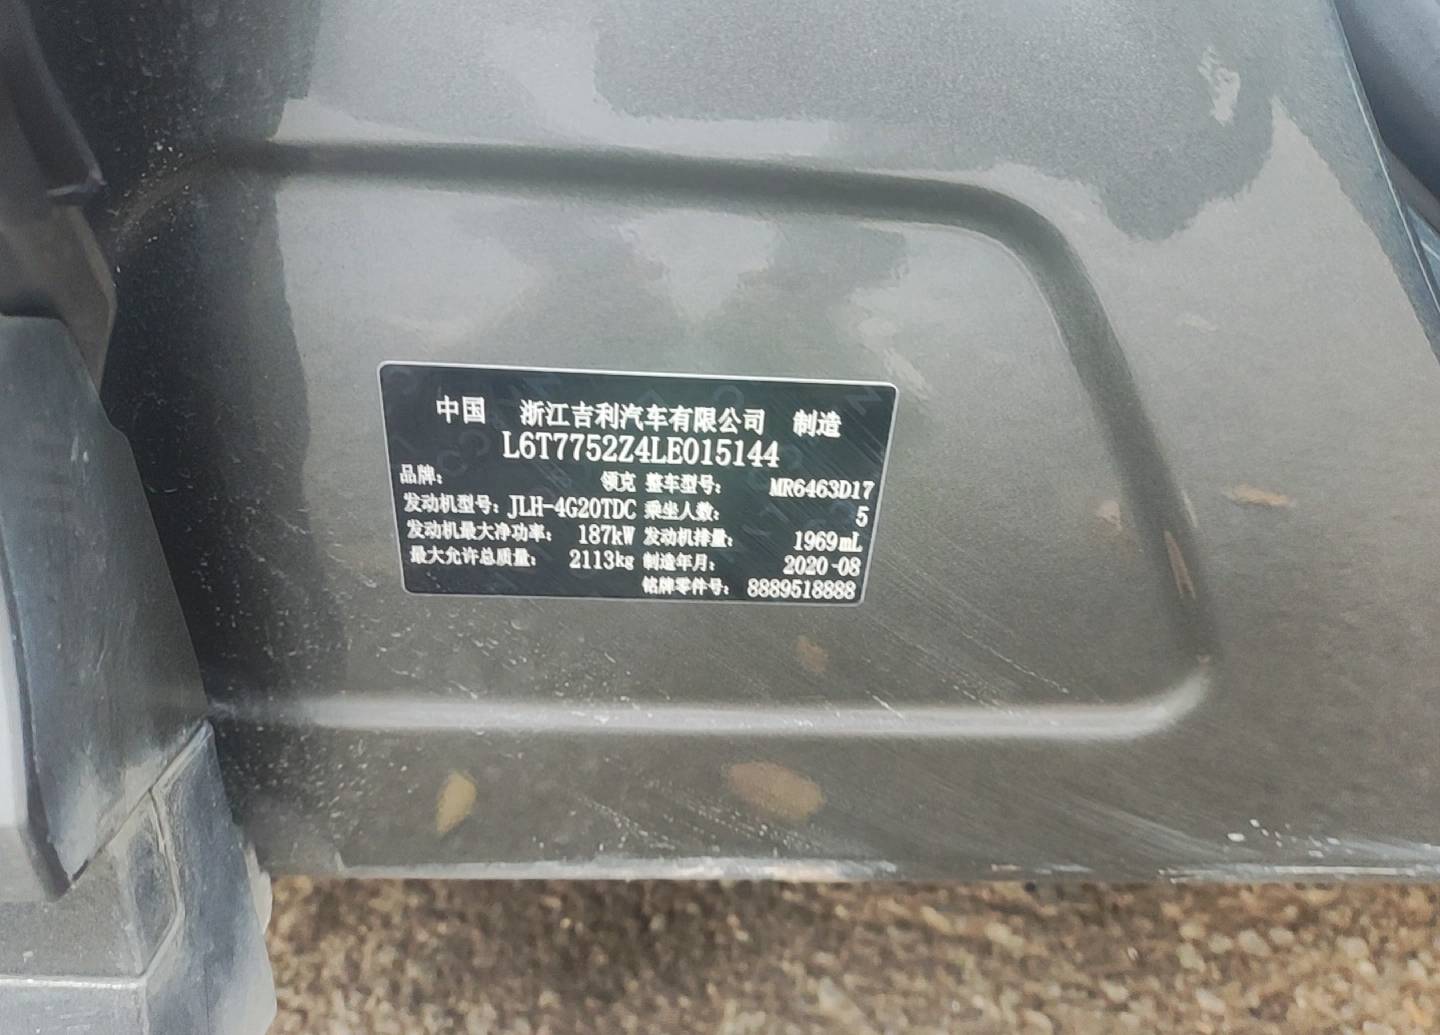 中国 浙江吉利汽车有限公司 制造
L6T7752Z4LE015144
品牌: 领克 整车型号: MR6463D17
发动机型号: JLH-4G20TDC 乘坐人数: 5
发动机最大净功率: 187kW 发动机排量: 1969mL
最大允许总质量: 2113kg 制造年月: 2020-08
铭牌零件号: 8889518888